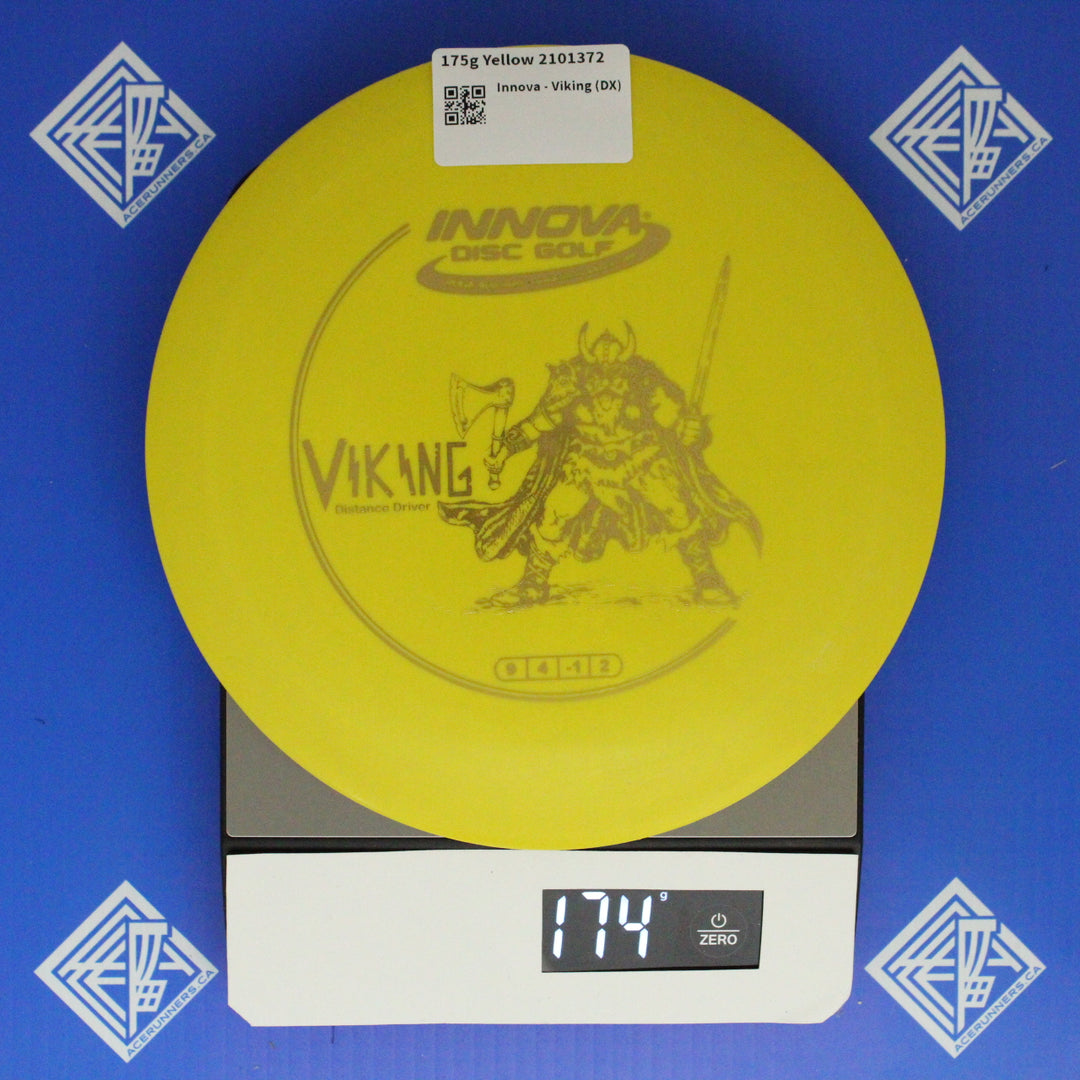 175g Yellow 2101372
Innova - Viking (DX)
INNOVA®
DISC GOLF
VIKING
Distance Driver
9 4 -1 2
174 g
ZERO
ACERUNNERS.CA
ACERUNNERS.CA
ACERUNNERS.CA
ACERUNNERS.CA